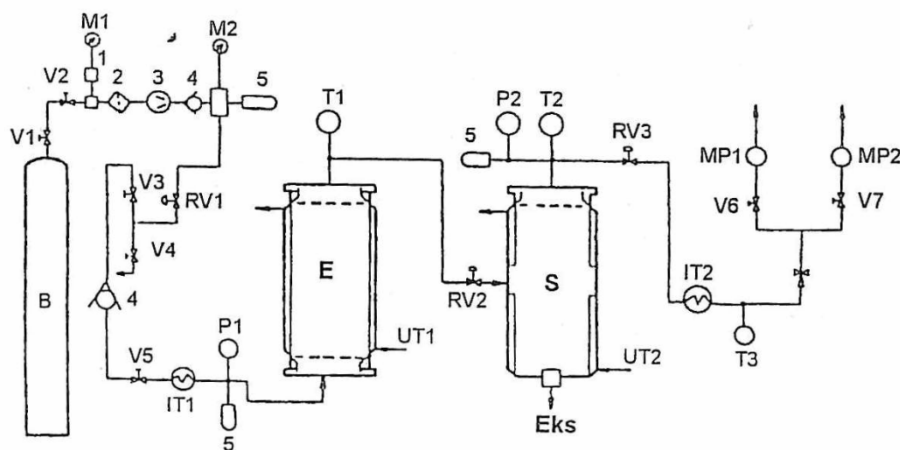 M1
M2
1
V2
2
3
4
5
T1
P2
T2
RV3
5
MP1
MP2
V1
V3
RV1
V6
V7
V4
E
S
IT2
B
4
RV2
P1
UT1
V5
UT2
T3
IT1
5
Eks